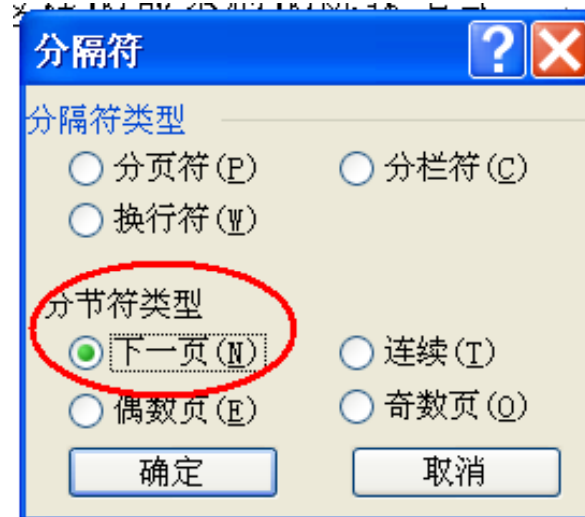 分隔符
分隔符类型
分页符(P) 分栏符(C)
换行符(W)
分节符类型
下一页(N) 连续(T)
偶数页(E) 奇数页(O)
确定 取消